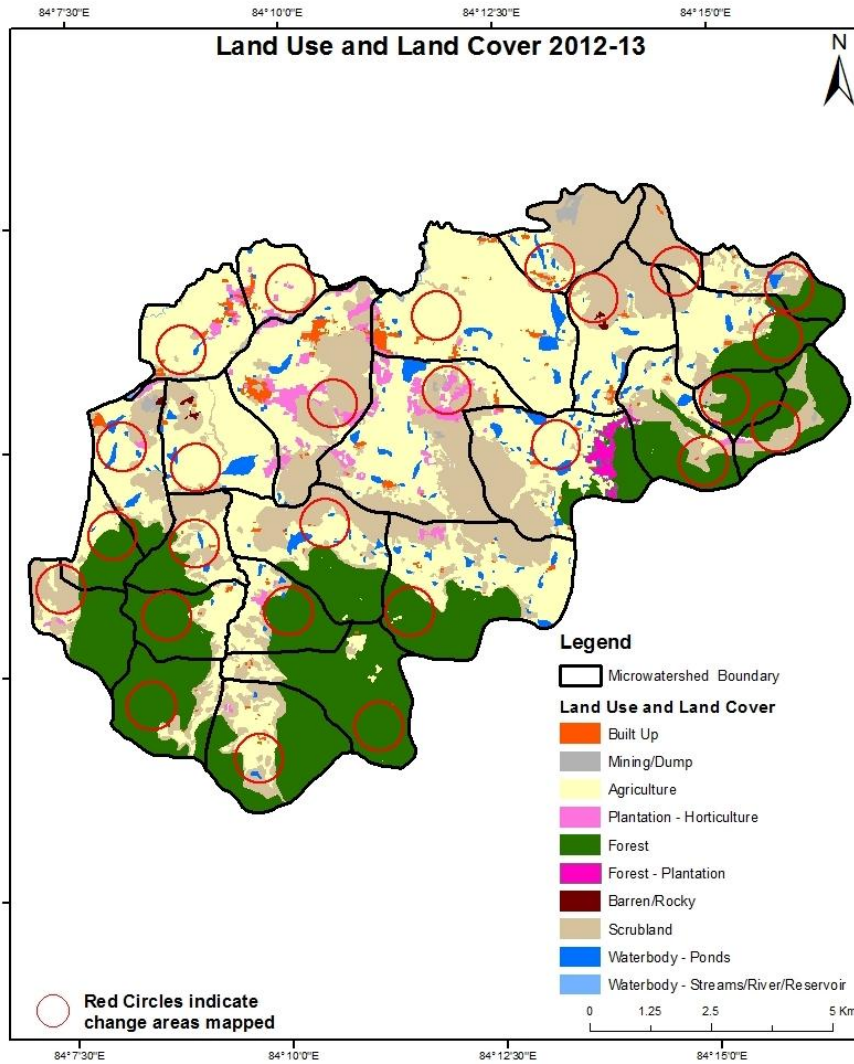 84° 7'30"E 84° 10'0"E 84° 12'30"E 84° 15'0"E
Land Use and Land Cover 2012-13
N
Legend
Microwatershed Boundary
Land Use and Land Cover
Built Up
Mining/Dump
Agriculture
Plantation - Horticulture
Forest
Forest - Plantation
Barren/Rocky
Scrubland
Waterbody - Ponds
Waterbody - Streams/River/Reservoir
Red Circles indicate
change areas mapped
0 1.25 2.5 5 Km
84° 7'30"E 84° 10'0"E 84° 12'30"E 84° 15'0"E